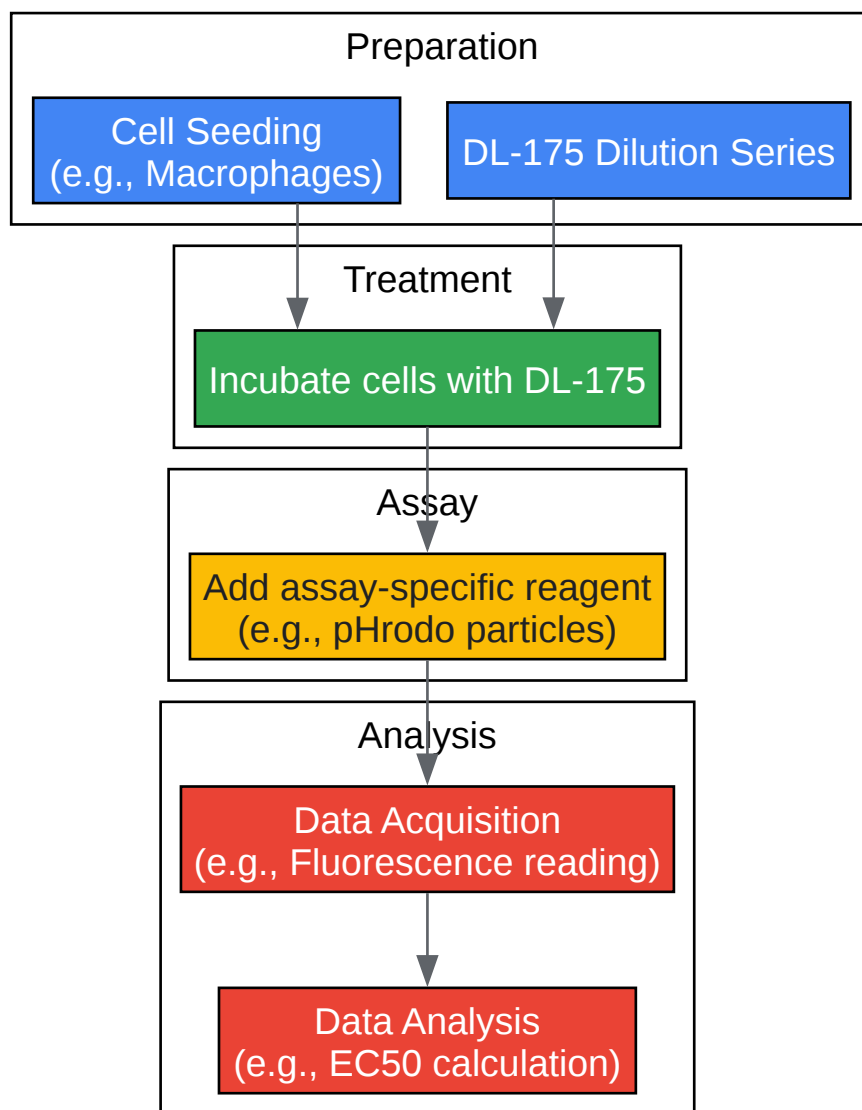 Preparation
Cell Seeding
(e.g., Macrophages)
DL-175 Dilution Series
Treatment
Incubate cells with DL-175
Assay
Add assay-specific reagent
(e.g., pHrodo particles)
Analysis
Data Acquisition
(e.g., Fluorescence reading)
Data Analysis
(e.g., EC50 calculation)